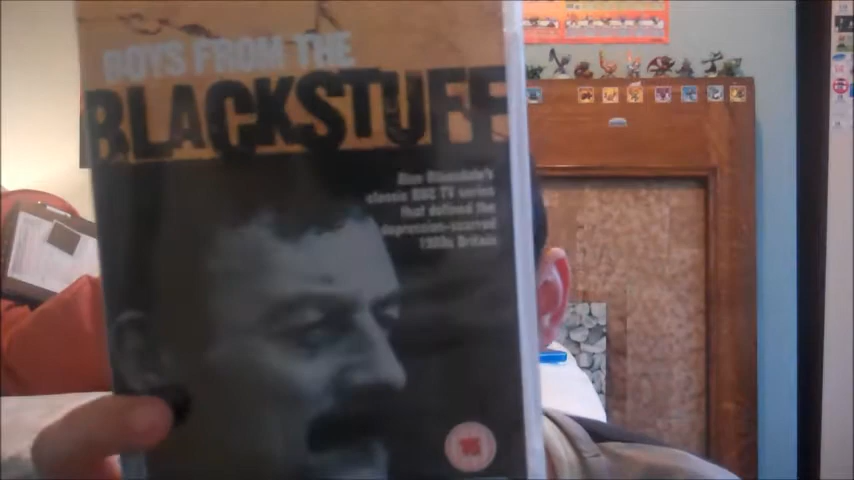 BOYS FROM THE
BLACKSTUFF
Alan Bleasdale's
classic BBC TV series
that defined the
depression-scarred
1980s Britain
15